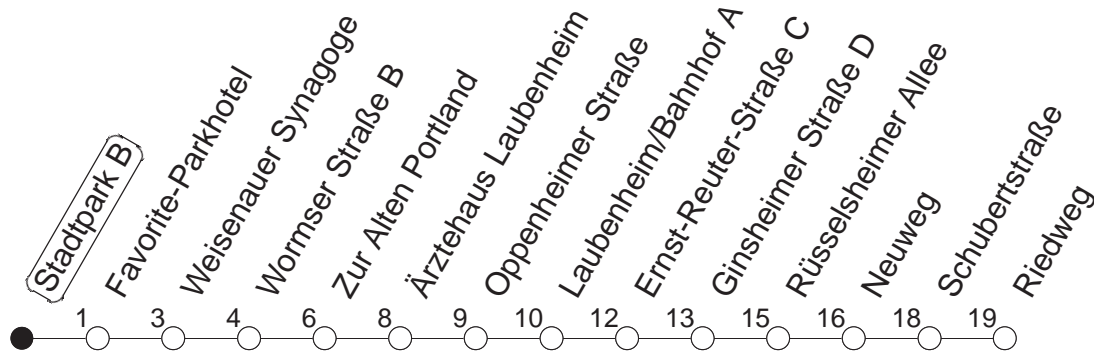 Stadtpark B
Favorite-Parkhotel
Weisenauer Synagoge
Wormser Straße B
Zur Alten Portland
Ärztehaus Laubenheim
Oppenheimer Straße
Laubenheim/Bahnhof A
Ernst-Reuter-Straße C
Ginsheimer Straße D
Rüsselsheimer Allee
Neuweg
Schubertstraße
Riedweg
1 3 4 6 8 9 10 12 13 15 16 18 19